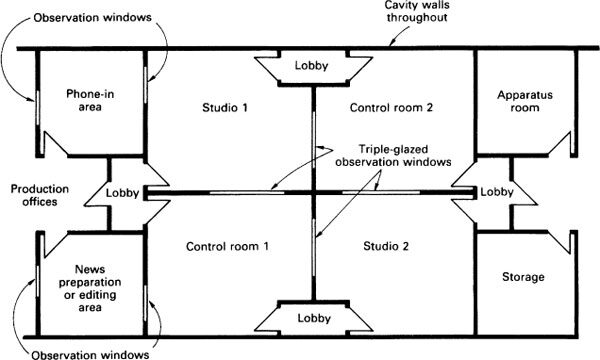 Observation windows
Cavity walls
throughout
Lobby
Phone-in
area
Studio 1
Control room 2
Apparatus
room
Triple-glazed
observation windows
Production
offices
Lobby
Lobby
Control room 1
Studio 2
News
preparation
or editing
area
Storage
Lobby
Observation windows